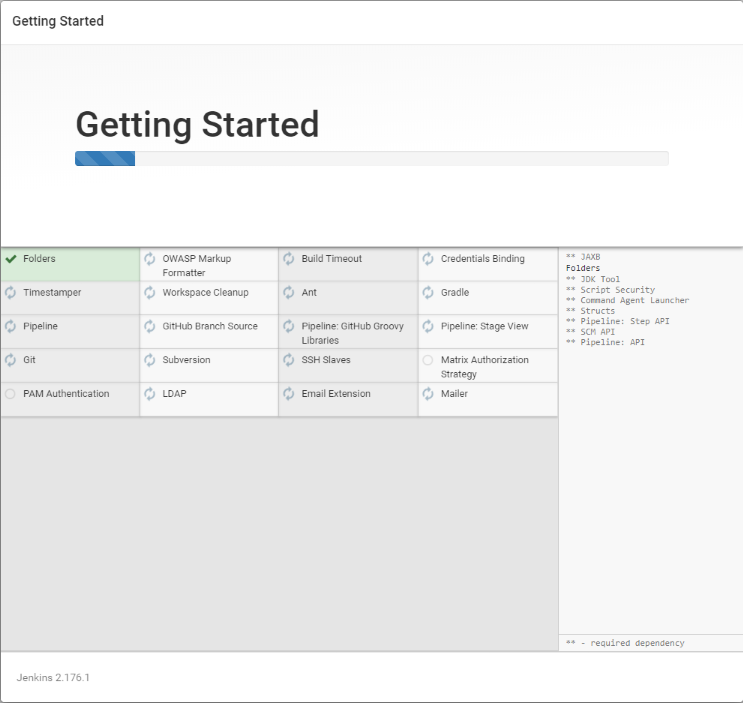 Getting Started
Getting Started
Folders
OWASP Markup
Formatter
Build Timeout
Credentials Binding
Timestamper
Workspace Cleanup
Ant
Gradle
Pipeline
GitHub Branch Source
Pipeline: GitHub Groovy
Libraries
Pipeline: Stage View
Git
Subversion
SSH Slaves
Matrix Authorization
Strategy
PAM Authentication
LDAP
Email Extension
Mailer
** JAXB
Folders
** JDK Tool
** Script Security
** Command Agent Launcher
** Structs
** Pipeline: Step API
** SCM API
** Pipeline: API
** - required dependency
Jenkins 2.176.1